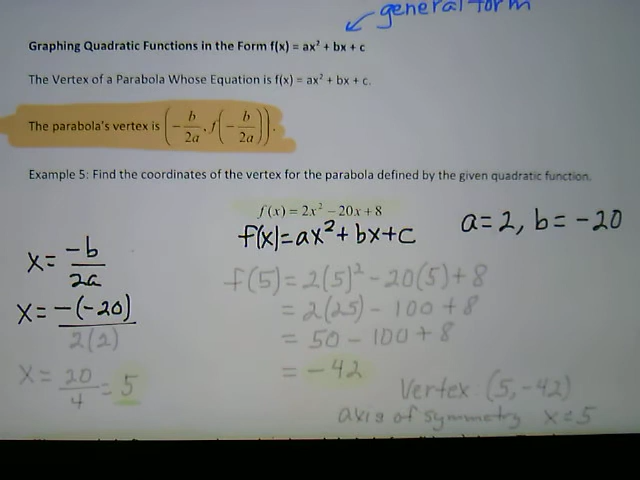 general form
Graphing Quadratic Functions in the Form f(x) = ax² + bx + c
The Vertex of a Parabola Whose Equation is f(x) = ax² + bx + c.
The parabola's vertex is (-b/2a, f(-b/2a)).
Example 5: Find the coordinates of the vertex for the parabola defined by the given quadratic function.
f(x) = 2x² - 20x + 8
f(x) = ax² + bx + c
a = 2, b = -20
x = -b/2a
x = -(-20)/2(2)
x = 20/4 = 5
f(5) = 2(5)² - 20(5) + 8
= 2(25) - 100 + 8
= 50 - 100 + 8
= -42
Vertex (5, -42)
axis of symmetry x = 5